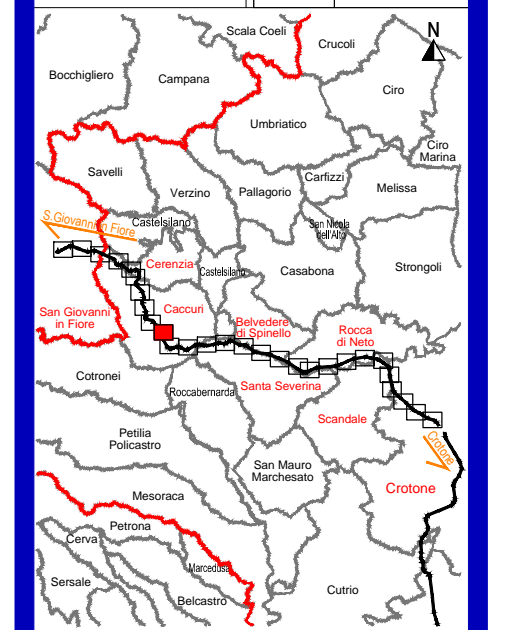 Scala Coeli
Crucoli
N
Bocchigliero
Campana
Ciro
Umbriatico
Ciro
Marina
Savelli
Carfizzi
Verzino
Pallagorio
Melissa
S.Giovanni in Fiore
Castelsilano
San Nicola
dell'Alto
Cerenzia
Castelsilano
Casabona
Strongoli
San Giovanni
in Fiore
Caccuri
Belvedere
di Spinello
Rocca
di Neto
Cotronei
Roccabernarda
Santa Severina
Scandale
Petilia
Policastro
Crotone
San Mauro
Marchesato
Mesoraca
Crotone
Petrona
Cerva
Marcedusa
Sersale
Belcastro
Cutrio